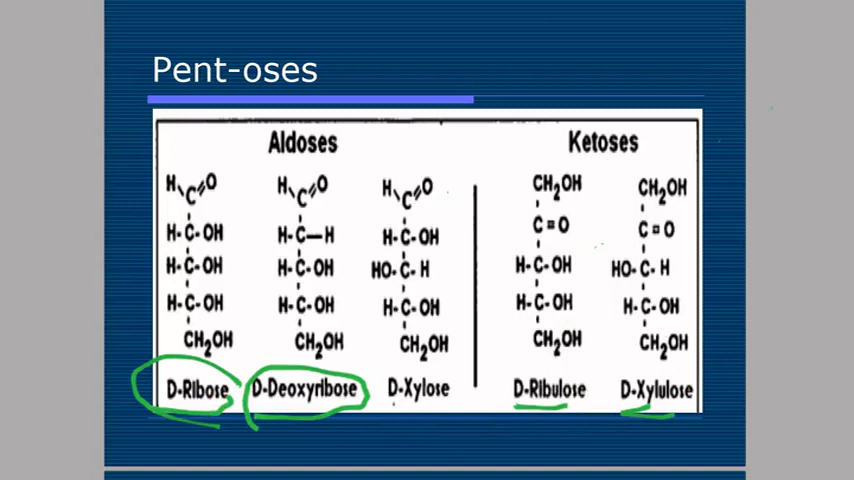 Pent-oses
Aldoses Ketoses
H C O H C O H C O CH2OH CH2OH
H-C-OH H-C-H H-C-OH C=O C=O
H-C-OH H-C-OH HO-C-H H-C-OH HO-C-H
H-C-OH H-C-OH H-C-OH H-C-OH H-C-OH
CH2OH CH2OH CH2OH CH2OH CH2OH
D-Ribose D-Deoxyribose D-Xylose D-Ribulose D-Xylulose